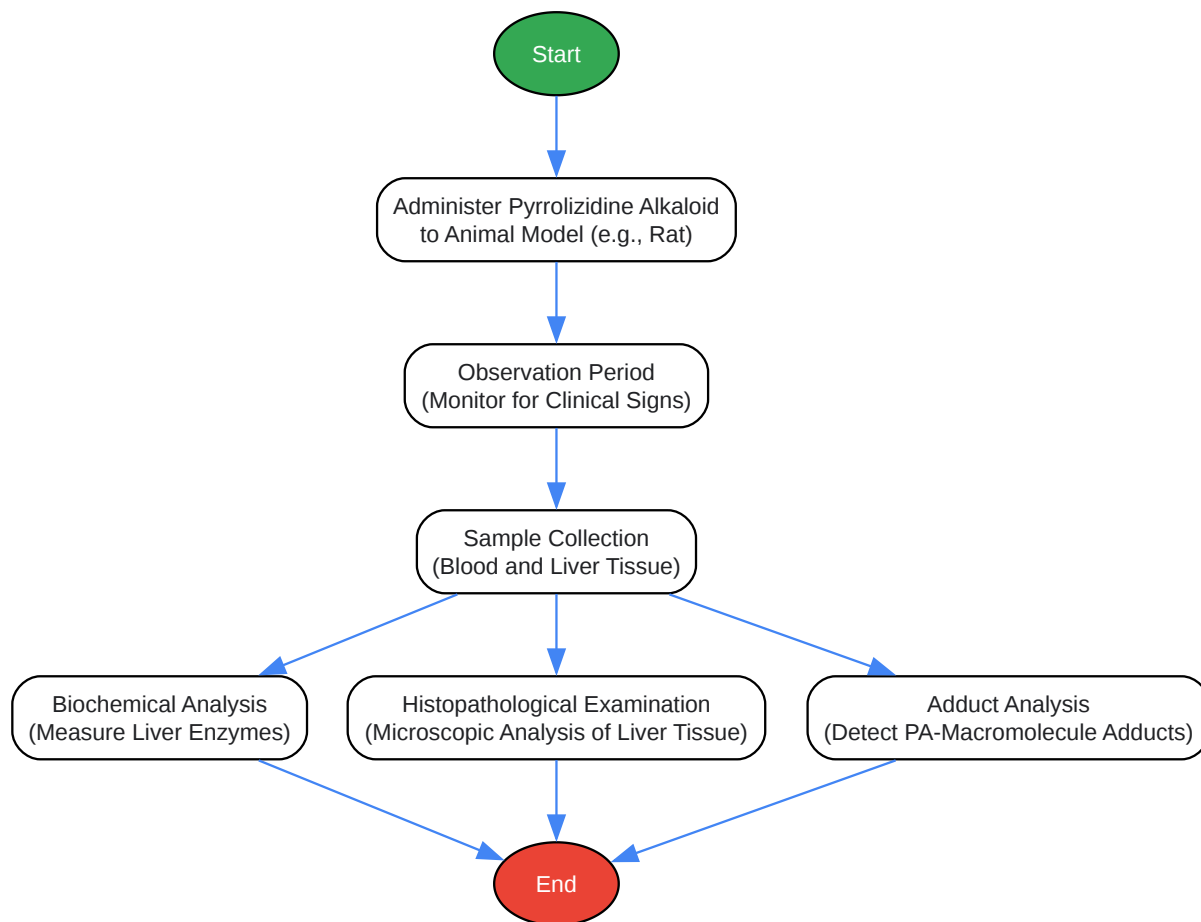 Start
Administer Pyrrolizidine Alkaloid
to Animal Model (e.g., Rat)
Observation Period
(Monitor for Clinical Signs)
Sample Collection
(Blood and Liver Tissue)
Biochemical Analysis
(Measure Liver Enzymes)
Histopathological Examination
(Microscopic Analysis of Liver Tissue)
Adduct Analysis
(Detect PA-Macromolecule Adducts)
End